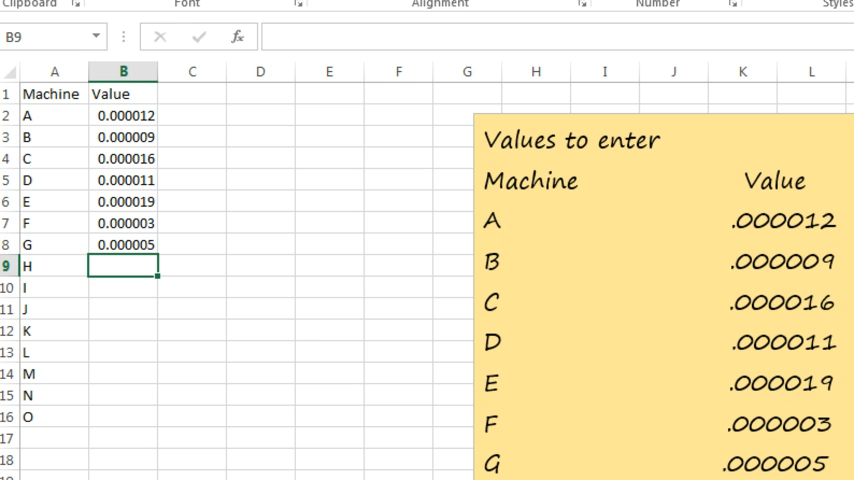 Clipboard Font Alignment Number Styles
B9 fx
A B C D E F G H I J K L
1 Machine Value
2 A 0.000012
3 B 0.000009
4 C 0.000016
5 D 0.000011
6 E 0.000019
7 F 0.000003
8 G 0.000005
9 H
10 I
11 J
12 K
13 L
14 M
15 N
16 O
17
18
Values to enter
Machine Value
A .000012
B .000009
C .000016
D .000011
E .000019
F .000003
G .000005